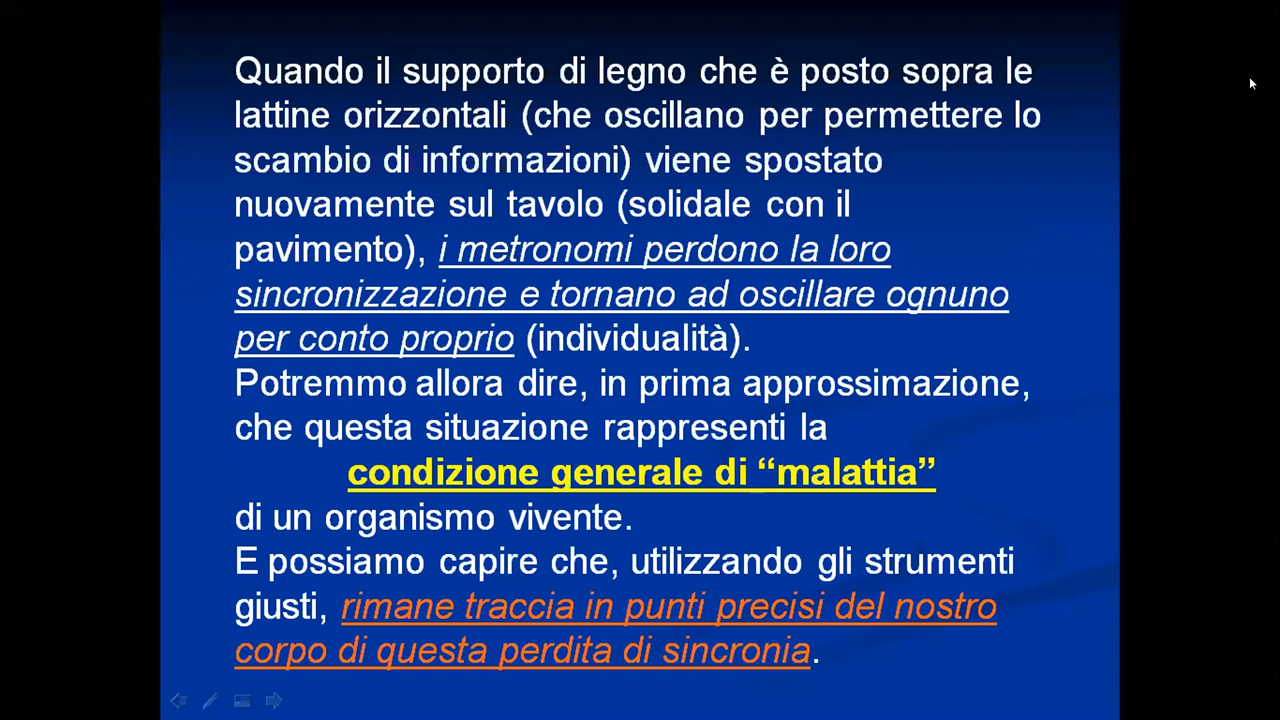 Quando il supporto di legno che è posto sopra le
lattine orizzontali (che oscillano per permettere lo
scambio di informazioni) viene spostato
nuovamente sul tavolo (solidale con il
pavimento), i metronomi perdono la loro
sincronizzazione e tornano ad oscillare ognuno
per conto proprio (individualità).
Potremmo allora dire, in prima approssimazione,
che questa situazione rappresenti la
condizione generale di “malattia”
di un organismo vivente.
E possiamo capire che, utilizzando gli strumenti
giusti, rimane traccia in punti precisi del nostro
corpo di questa perdita di sincronia.